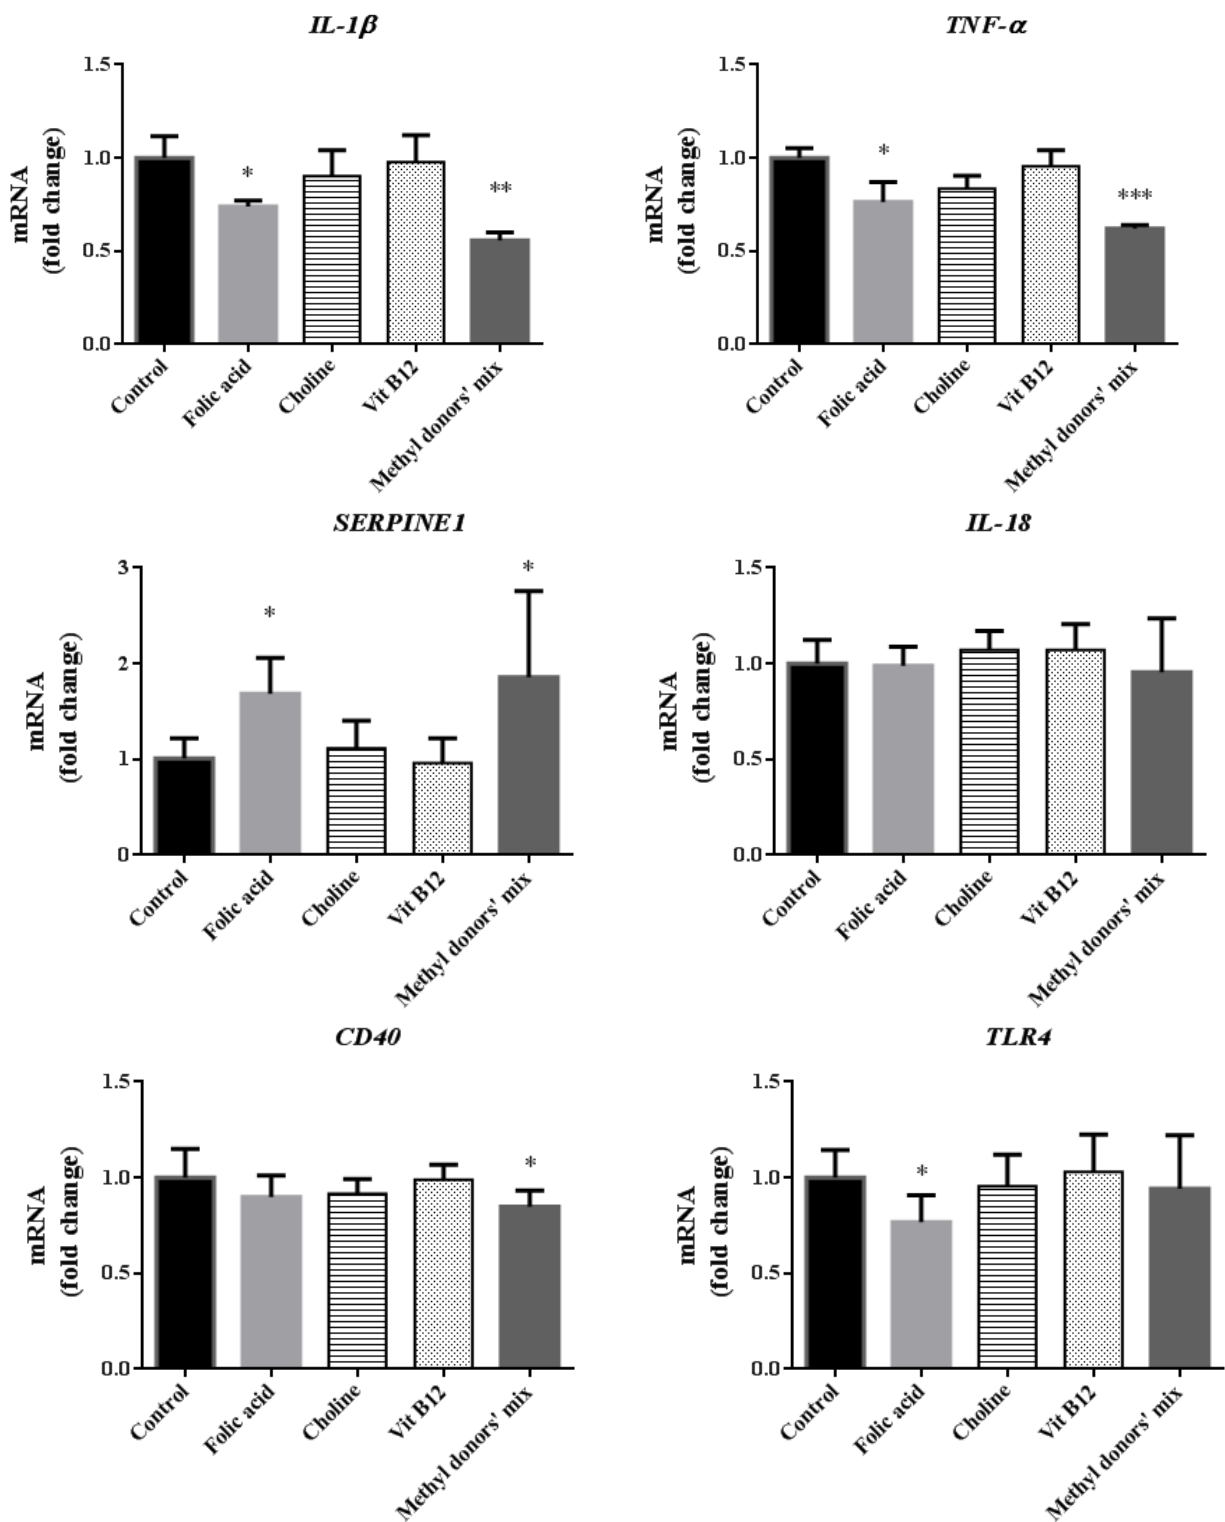 IL-1β
mRNA
(fold change)
1.5
1.0
0.5
0.0
*
**
Control
Folic acid
Choline
Vit B12
Methyl donors' mix
TNF-α
mRNA
(fold change)
1.5
1.0
0.5
0.0
*
***
Control
Folic acid
Choline
Vit B12
Methyl donors' mix
SERPINE1
mRNA
(fold change)
3
2
1
0
*
*
Control
Folic acid
Choline
Vit B12
Methyl donors' mix
IL-18
mRNA
(fold change)
1.5
1.0
0.5
0.0
Control
Folic acid
Choline
Vit B12
Methyl donors' mix
CD40
mRNA
(fold change)
1.5
1.0
0.5
0.0
*
Control
Folic acid
Choline
Vit B12
Methyl donors' mix
TLR4
mRNA
(fold change)
1.5
1.0
0.5
0.0
*
Control
Folic acid
Choline
Vit B12
Methyl donors' mix